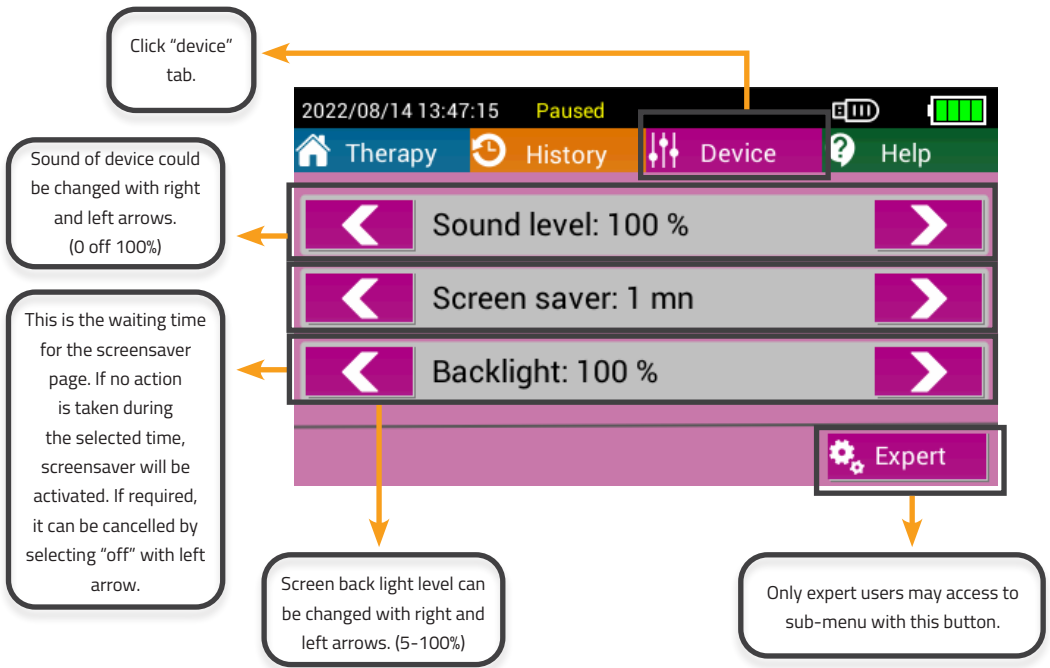 Click “device”
tab.
2022/08/14 13:47:15 Paused
Therapy History Device Help
Sound of device could
be changed with right
and left arrows.
(0 off 100%)
Sound level: 100 %
Screen saver: 1 mn
This is the waiting time
for the screensaver
page. If no action
is taken during
the selected time,
screensaver will be
activated. If required,
it can be cancelled by
selecting “off” with left
arrow.
Backlight: 100 %
Expert
Screen back light level can
be changed with right and
left arrows. (5-100%)
Only expert users may access to
sub-menu with this button.